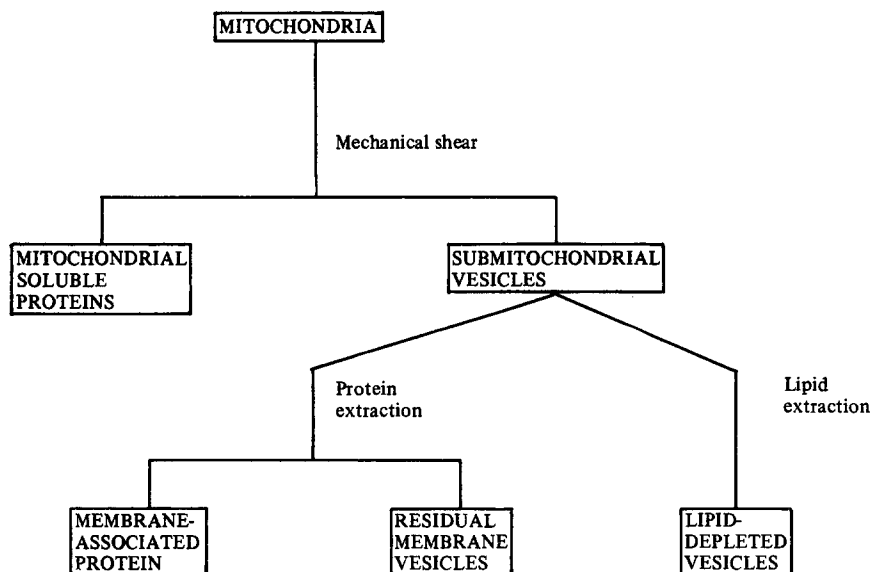 MITOCHONDRIA
Mechanical shear
MITOCHONDRIAL
SOLUBLE
PROTEINS
SUBMITOCHONDRIAL
VESICLES
Protein
extraction
Lipid
extraction
MEMBRANE-
ASSOCIATED
PROTEIN
RESIDUAL
MEMBRANE
VESICLES
LIPID-
DEPLETED
VESICLES